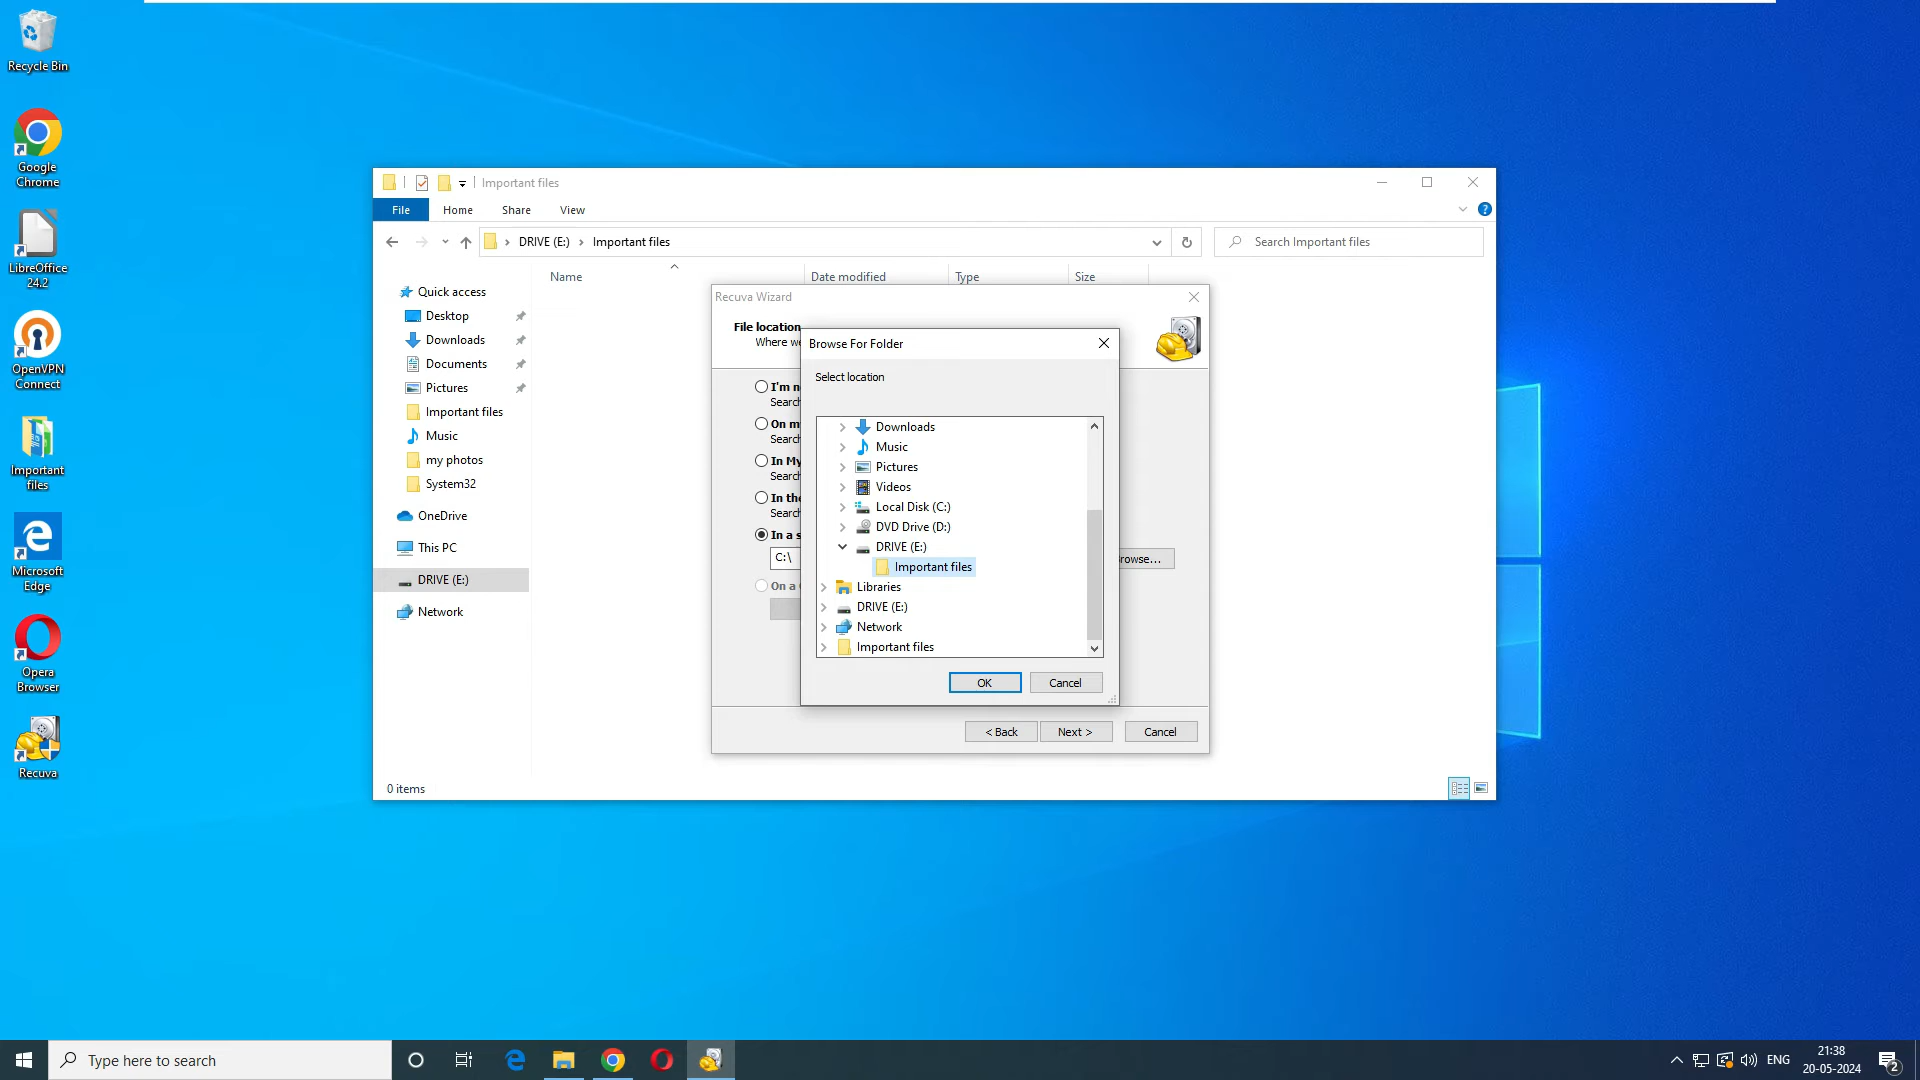 Recycle Bin
Google
Chrome
LibreOffice
24.2
OpenVPN
Connect
Important
files
Microsoft
Edge
Opera
Browser
Recuva
Important files
File
Home
Share
View
DRIVE (E:)
Important files
Search Important files
Name
Date modified
Type
Size
Quick access
Desktop
Downloads
Documents
Pictures
Important files
Music
my photos
System32
OneDrive
This PC
DRIVE (E:)
Network
0 items
Recuva Wizard
File location
Where we
I'm n
Search
On m
Search
In My
Search
In the
Search
In a s
C:\
On a
rowse...
< Back
Next >
Cancel
Browse For Folder
Select location
Downloads
Music
Pictures
Videos
Local Disk (C:)
DVD Drive (D:)
DRIVE (E:)
Important files
Libraries
DRIVE (E:)
Network
Important files
OK
Cancel
Type here to search
ENG
21:38
20-05-2024
2